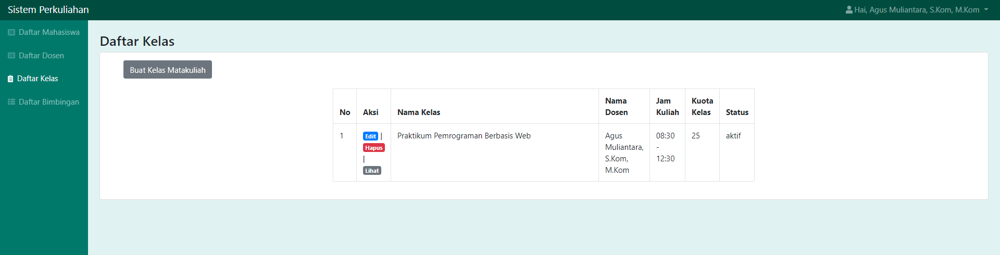 Sistem Perkuliahan
Hai, Agus Muliantara, S.Kom, M.Kom
Daftar Mahasiswa
Daftar Dosen
Daftar Kelas
Daftar Bimbingan
Daftar Kelas
Buat Kelas Matakuliah
No Aksi Nama Kelas Nama Dosen Jam Kuliah Kuota Kelas Status
1
Edit |
Hapus
|
Lihat
Praktikum Pemrograman Berbasis Web
Agus
Muliantara,
S.Kom,
M.Kom
08:30
-
12:30
25
aktif